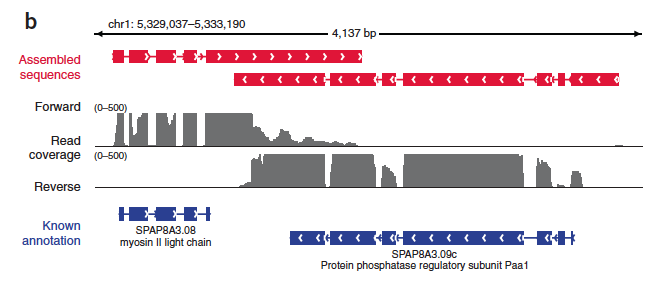 b
chr1: 5,329,037–5,333,190
4,137 bp
Assembled
sequences
Forward
(0–500)
Read
coverage
(0–500)
Reverse
Known
annotation
SPAP8A3.08
myosin II light chain
SPAP8A3.09c
Protein phosphatase regulatory subunit Paa1